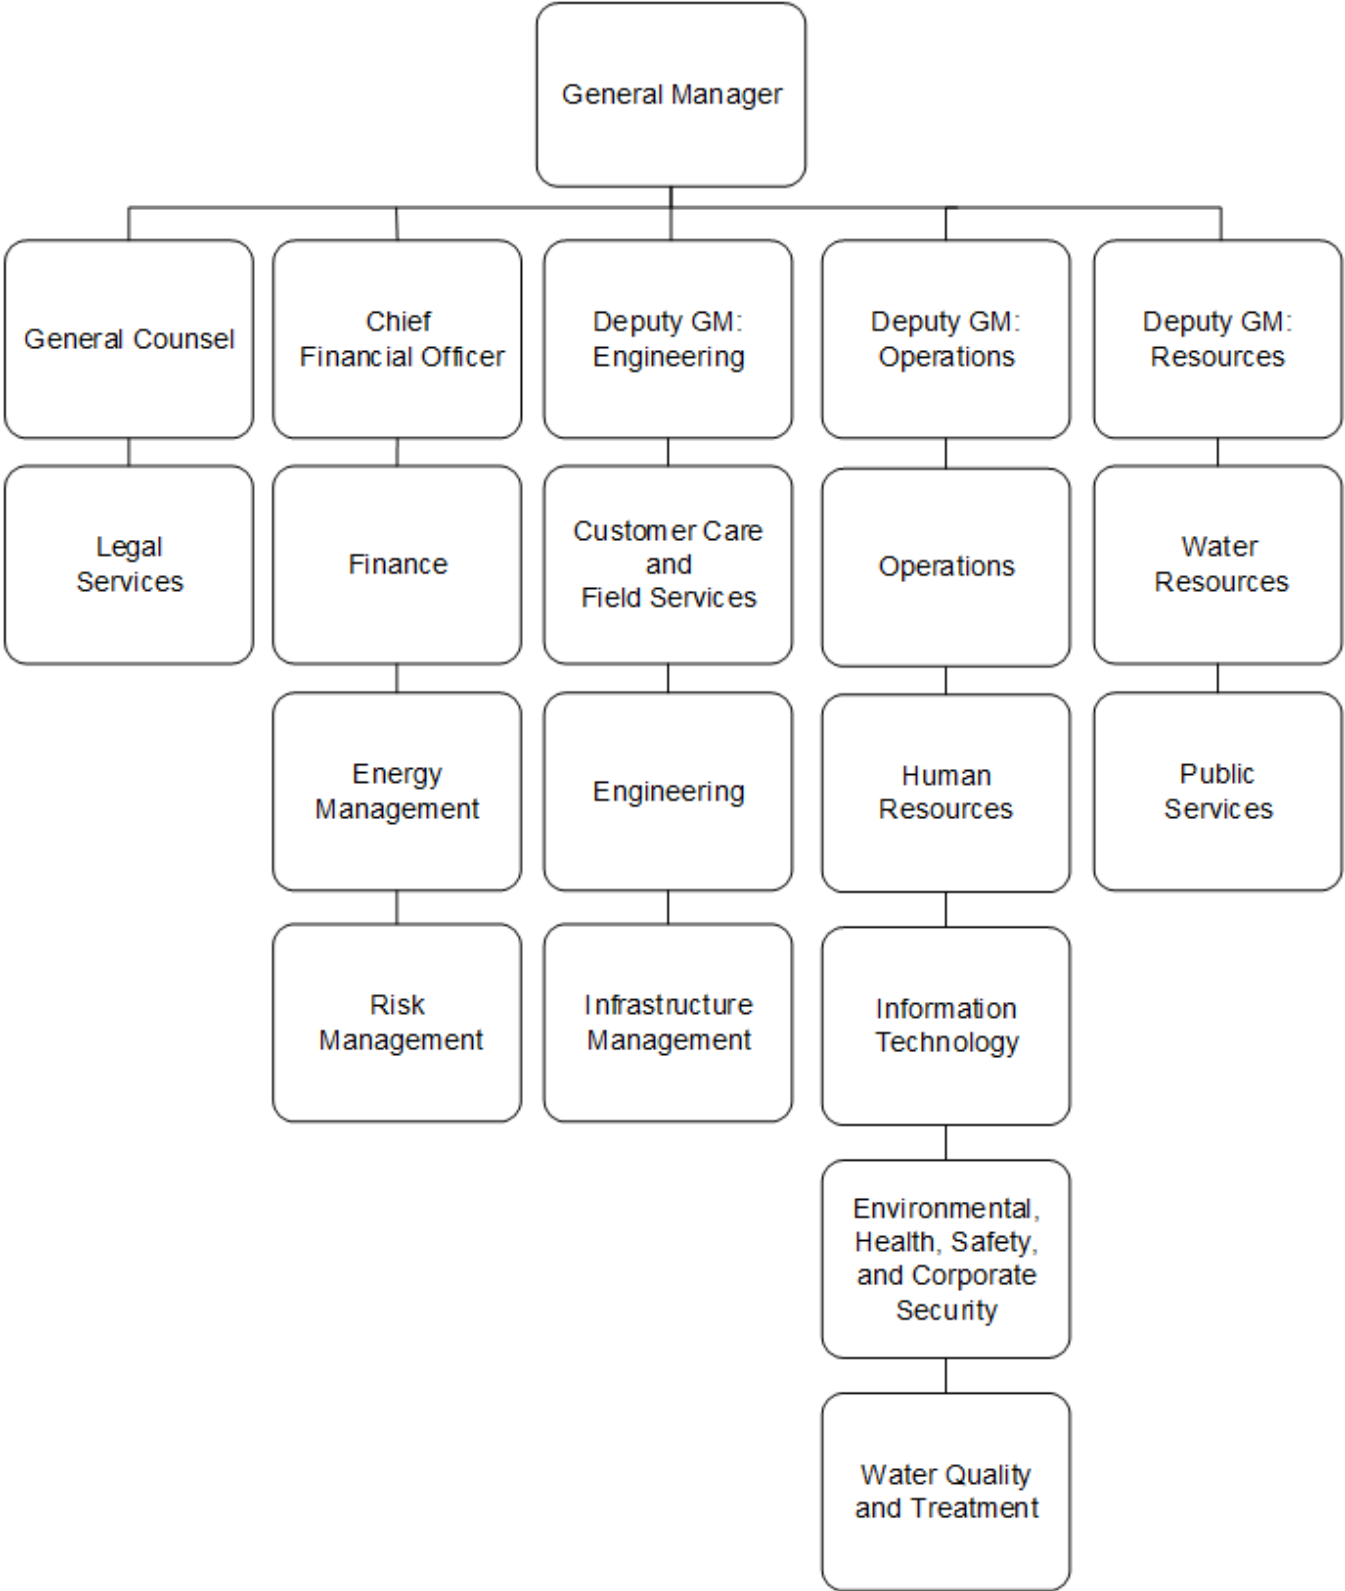 General Manager
General Counsel
Chief
Financial Officer
Deputy GM:
Engineering
Deputy GM:
Operations
Deputy GM:
Resources
Legal
Services
Finance
Customer Care
and
Field Services
Operations
Water
Resources
Energy
Management
Engineering
Human
Resources
Public
Services
Risk
Management
Infrastructure
Management
Information
Technology
Environmental,
Health, Safety,
and Corporate
Security
Water Quality
and Treatment